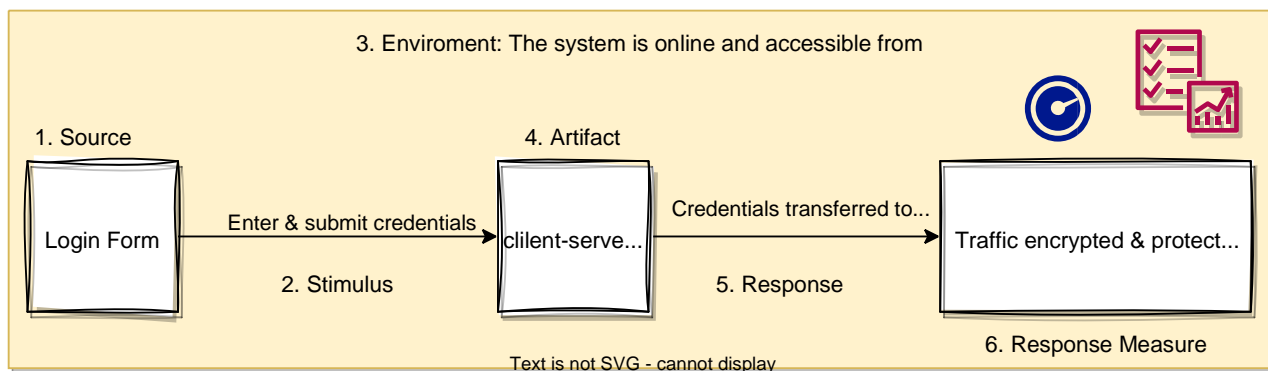 3. Enviroment: The system is online and accessible from
1. Source
4. Artifact
Login Form
Enter & submit credentials
clilent-serve...
Credentials transferred to...
Traffic encrypted & protect...
2. Stimulus
5. Response
6. Response Measure
Text is not SVG - cannot display